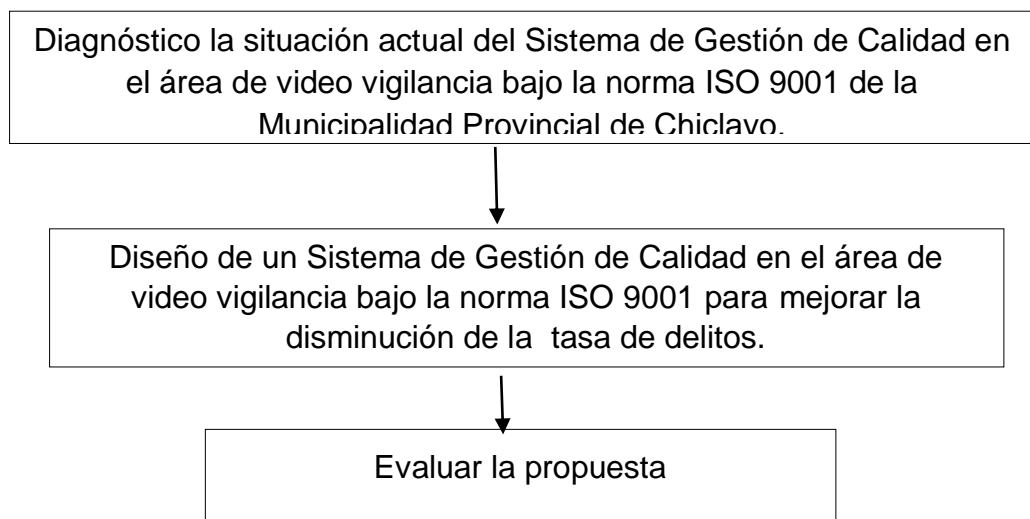 Diagnóstico la situación actual del Sistema de Gestión de Calidad en
el área de video vigilancia bajo la norma ISO 9001 de la
Municipalidad Provincial de Chiclayo.
Diseño de un Sistema de Gestión de Calidad en el área de
video vigilancia bajo la norma ISO 9001 para mejorar la
disminución de la tasa de delitos.
Evaluar la propuesta